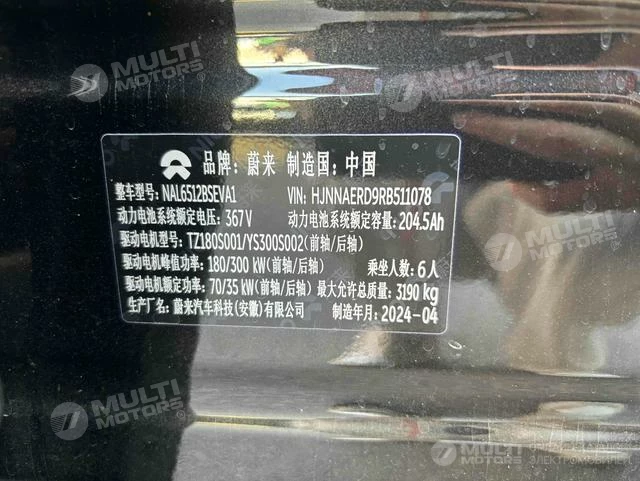 MULTI MOTORS
MULTI MOTORS
品牌: 蔚来 制造国: 中国
整车型号: NAL6512BSEVA1 VIN: HJNNAERD9RB511078
动力电池系统额定电压: 367V 动力电池系统额定容量: 204.5Ah
驱动电机型号: TZ180S001/YS300S002(前轴/后轴)
驱动电机峰值功率: 180/300 kW(前轴/后轴) 乘坐人数: 6人
驱动电机额定功率: 70/35 kW(前轴/后轴) 最大允许总质量: 3190 kg
生产厂名: 蔚来汽车科技(安徽)有限公司 制造年月: 2024-04
MULTI MOTORS
MULTI MOTORS
ЭЛЕКТРОМОБИЛЕЙ